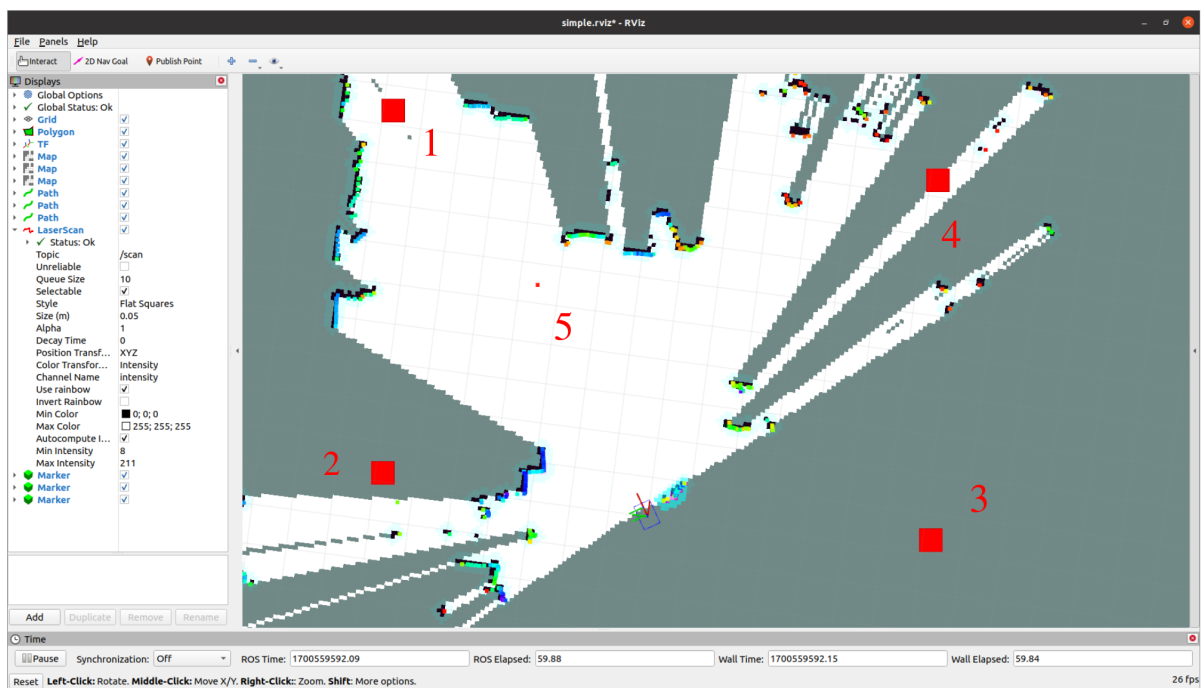 simple.rviz* - RViz
File Panels Help
Interact 2D Nav Goal Publish Point
Displays
Global Options
Global Status: Ok
Grid
Polygon
TF
Map
Map
Map
Path
Path
Path
LaserScan
Status: Ok
Topic /scan
Unreliable
Queue Size 10
Selectable
Style Flat Squares
Size (m) 0.05
Alpha 1
Decay Time 0
Position Transf... XYZ
Color Transfor... Intensity
Channel Name intensity
Use rainbow
Invert Rainbow
Min Color 0; 0; 0
Max Color 255; 255; 255
Autocompute I...
Min Intensity 8
Max Intensity 211
Marker
Marker
Marker
1
4
5
2
3
Add Duplicate Remove Rename
Time
Pause Synchronization: Off ROS Time: 1700559592.09 ROS Elapsed: 59.88 Wall Time: 1700559592.15 Wall Elapsed: 59.84
Reset Left-Click: Rotate. Middle-Click: Move X/Y. Right-Click:: Zoom. Shift: More options. 26 fps